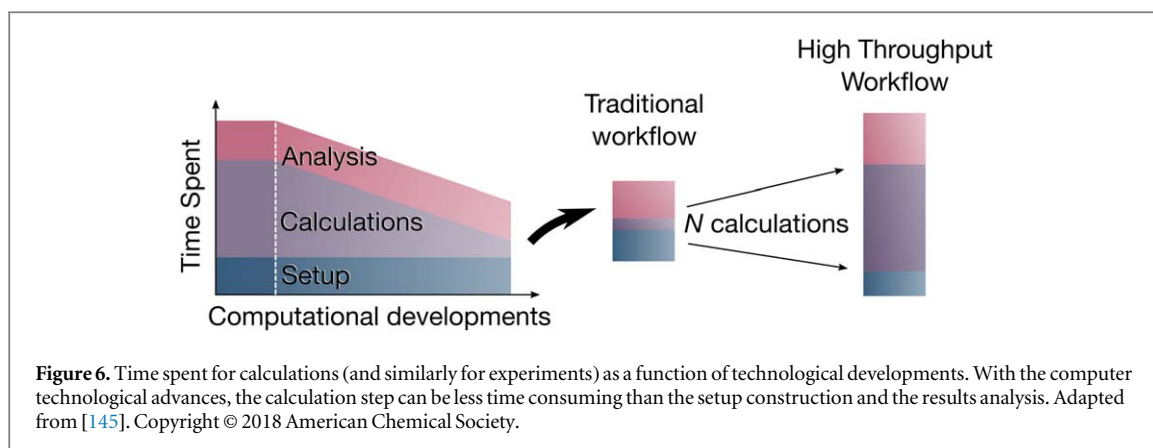 High Throughput
Workflow
Traditional
workflow
Time Spent
Analysis
Calculations
Setup
N calculations
Computational developments
Figure 6. Time spent for calculations (and similarly for experiments) as a function of technological developments. With the computer
technological advances, the calculation step can be less time consuming than the setup construction and the results analysis. Adapted
from [145]. Copyright © 2018 American Chemical Society.